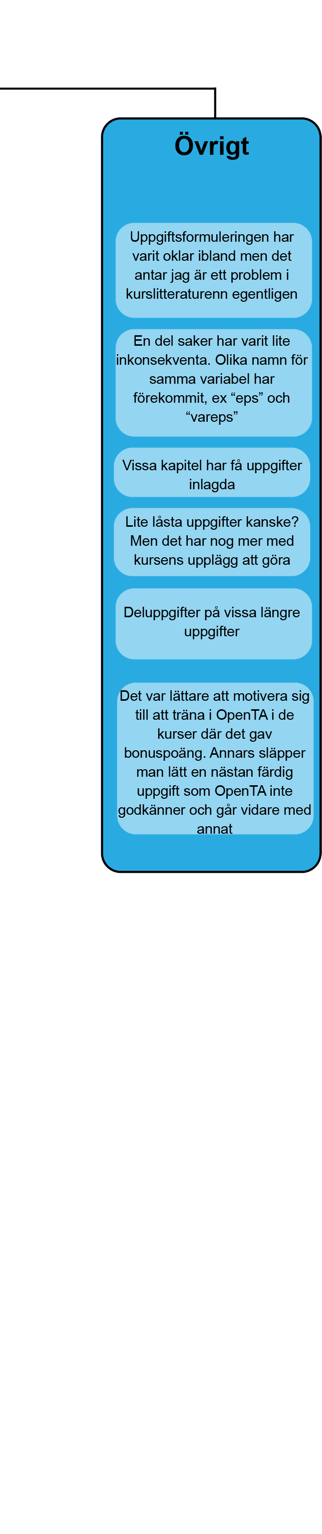 Övrigt
Uppgiftsformuleringen har
varit oklar ibland men det
antar jag är ett problem i
kurslitteraturenn egentligen
En del saker har varit lite
inkonsekventa. Olika namn för
samma variabel har
förekommit, ex “eps” och
“vareps”
Vissa kapitel har få uppgifter
inlagda
Lite låsta uppgifter kanske?
Men det har nog mer med
kursens upplägg att göra
Deluppgifter på vissa längre
uppgifter
Det var lättare att motivera sig
till att träna i OpenTA i de
kurser där det gav
bonuspoäng. Annars släpper
man lätt en nästan färdig
uppgift som OpenTA inte
godkänner och går vidare med
annat